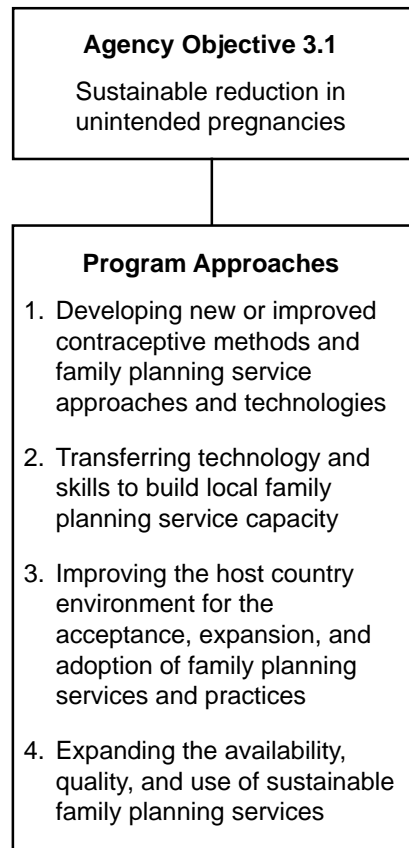 Agency Objective 3.1
Sustainable reduction in
unintended pregnancies
Program Approaches
1. Developing new or improved
contraceptive methods and
family planning service
approaches and technologies
2. Transferring technology and
skills to build local family
planning service capacity
3. Improving the host country
environment for the
acceptance, expansion, and
adoption of family planning
services and practices
4. Expanding the availability,
quality, and use of sustainable
family planning services